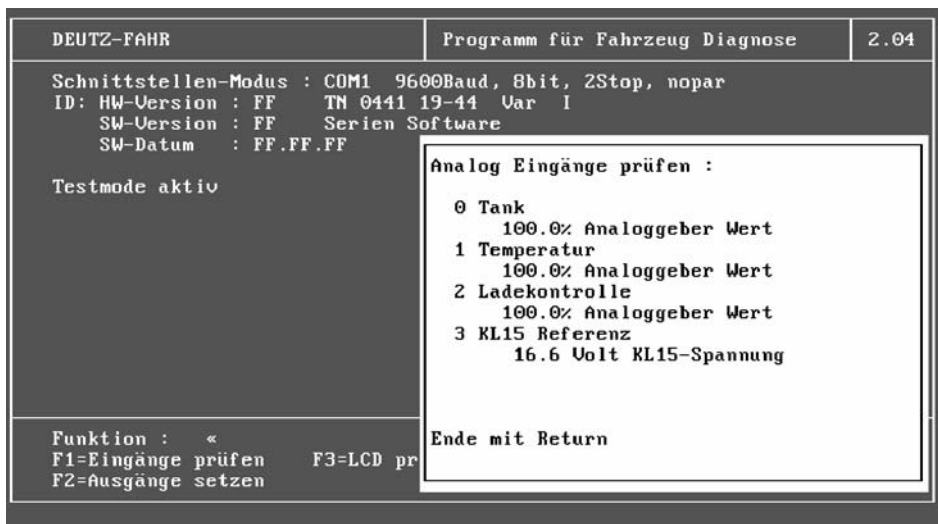 DEUTZ-FAHR Programm für Fahrzeug Diagnose 2.04
Schnittstellen-Modus : COM1 9600Baud, 8bit, 2Stop, nopar
ID: HW-Version : FF TN 0441 19-44 Var I
SW-Version : FF Serien Software
SW-Datum : FF.FF.FF
Testmode aktiv
Analog Eingänge prüfen :
0 Tank
100.0% Analoggeber Wert
1 Temperatur
100.0% Analoggeber Wert
2 Ladekontrolle
100.0% Analoggeber Wert
3 KL15 Referenz
16.6 Volt KL15-Spannung
Ende mit Return
Funktion : «
F1=Eingänge prüfen F3=LCD pr
F2=Ausgänge setzen